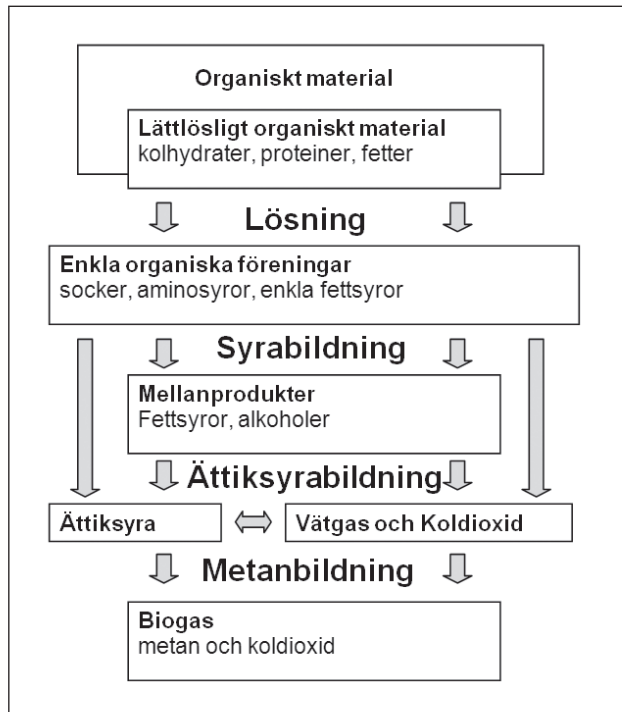 Organiskt material
Lättlösligt organiskt material
kolhydrater, proteiner, fetter
Lösning
Enkla organiska föreningar
socker, aminosyror, enkla fettsyror
Syrabildning
Mellanprodukter
Fettsyror, alkoholer
Ättiksyrabildning
Ättiksyra
Vätgas och Koldioxid
Metanbildning
Biogas
metan och koldioxid